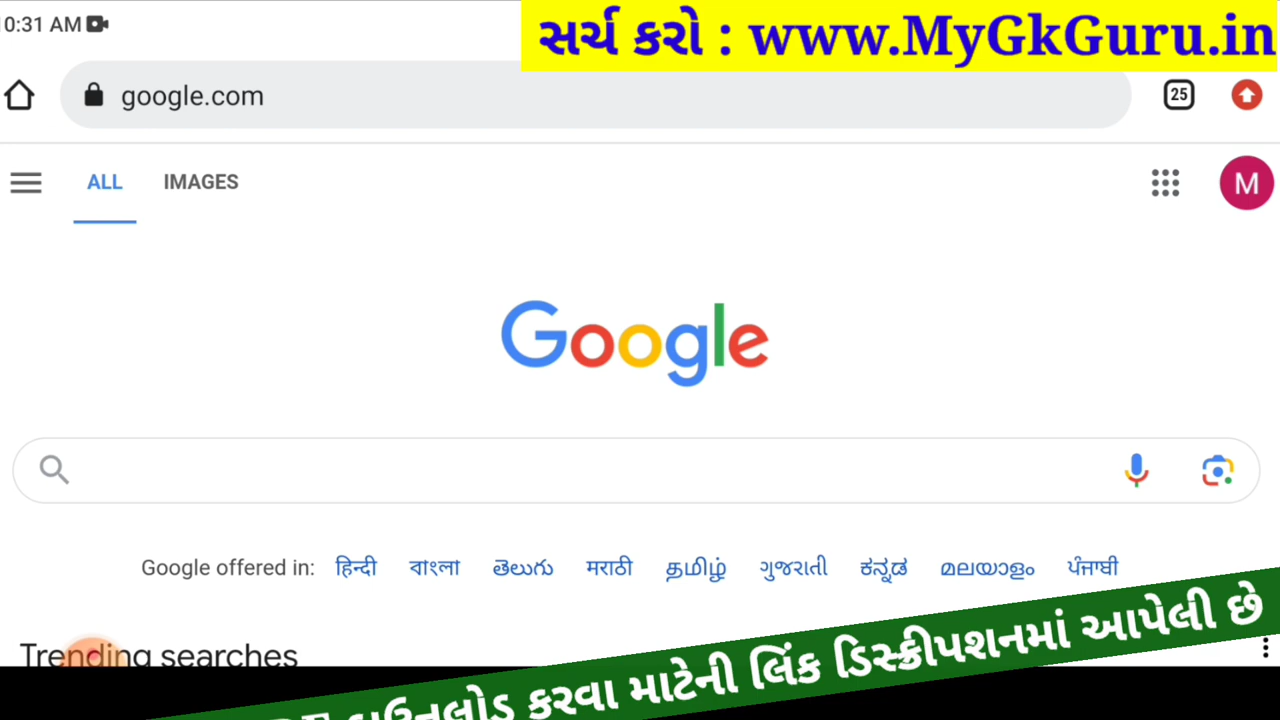 0:31 AM
સર્ચ કરો : www.MyGkGuru.in
google.com
25
ALL IMAGES
M
Google
Google offered in: हिन्दी বাংলা తెలుగు मराठी தமிழ் ગુજરાતી ಕನ್ನಡ മലയാളം ਪੰਜਾਬੀ
Trending searches
ડાઉનલોડ કરવા માટેની લિંક ડિસ્ક્રીપશનમાં આપેલી છે